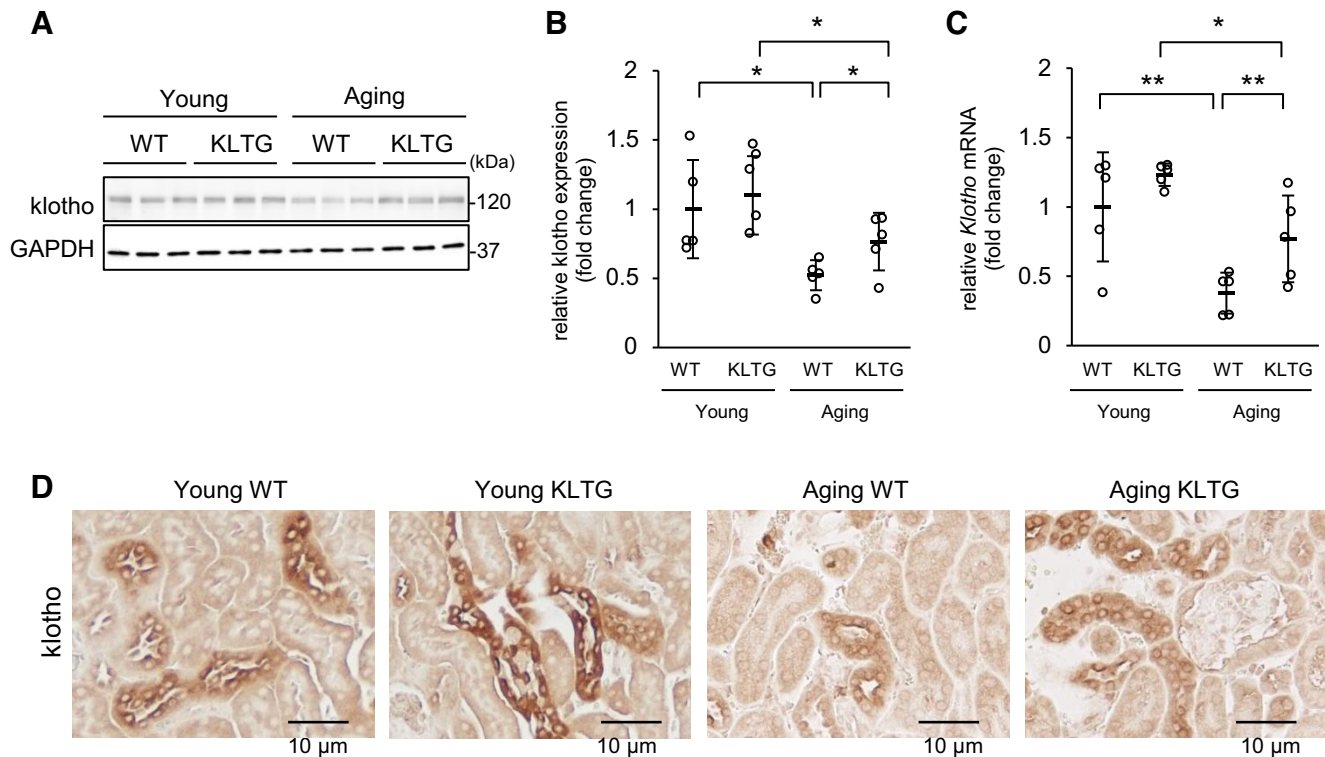 A
Young Aging
WT KLTG WT KLTG (kDa)
klotho -120
GAPDH -37
B
relative klotho expression
(fold change)
2
1.5
1
0.5
0
* * *
WT KLTG WT KLTG
Young Aging
C
relative Klotho mRNA
(fold change)
2
1.5
1
0.5
0
* ** **
WT KLTG WT KLTG
Young Aging
D
Young WT Young KLTG Aging WT Aging KLTG
klotho
10 μm 10 μm 10 μm 10 μm